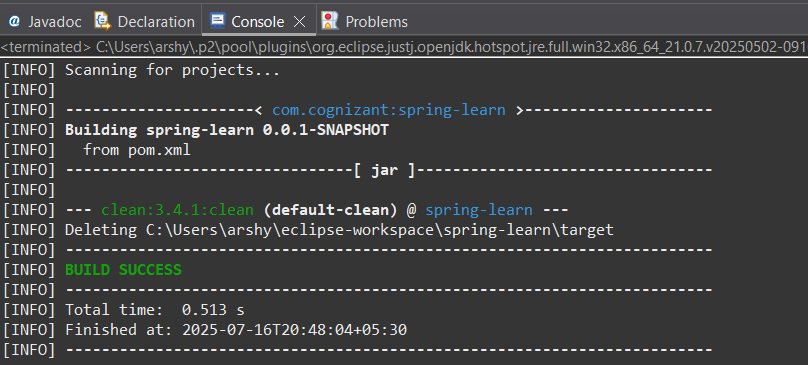 @ Javadoc Declaration Console Problems
<terminated> C:\Users\arshy\.p2\pool\plugins\org.eclipse.justj.openjdk.hotspot.jre.full.win32.x86_64_21.0.7.v20250502-091
[INFO] Scanning for projects...
[INFO]
[INFO] ---------------------< com.cognizant:spring-learn >---------------------
[INFO] Building spring-learn 0.0.1-SNAPSHOT
[INFO]   from pom.xml
[INFO] --------------------------------[ jar ]---------------------------------
[INFO]
[INFO] --- clean:3.4.1:clean (default-clean) @ spring-learn ---
[INFO] Deleting C:\Users\arshy\eclipse-workspace\spring-learn\target
[INFO] ------------------------------------------------------------------------
[INFO] BUILD SUCCESS
[INFO] ------------------------------------------------------------------------
[INFO] Total time:  0.513 s
[INFO] Finished at: 2025-07-16T20:48:04+05:30
[INFO] ------------------------------------------------------------------------